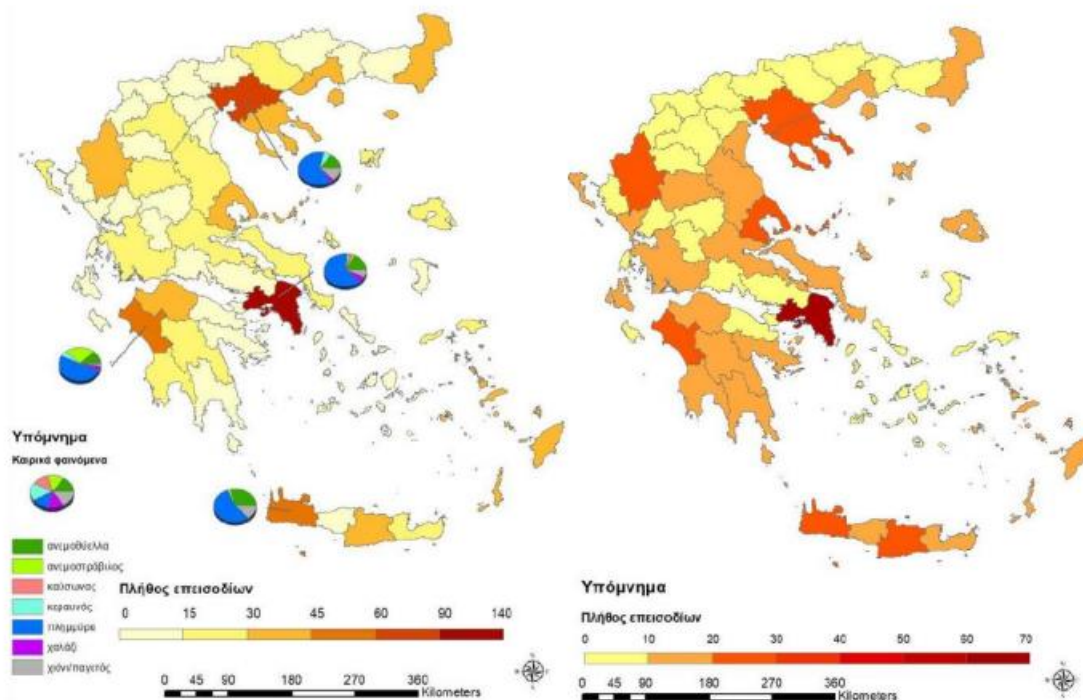 Υπόμνημα
Καιρικά φαινόμενα
ανεμοθύελλα
ανεμοστρόβιλος
καύσωνας
κεραυνός
πλημμύρα
χαλάζι
χιόνι/παγετός
Πλήθος επεισοδίων
0 15 30 45 60 90 140
0 45 90 180 270 360
Kilometers
Υπόμνημα
Πλήθος επεισοδίων
0 10 20 30 40 50 60 70
0 45 90 180 270 360
Kilometers